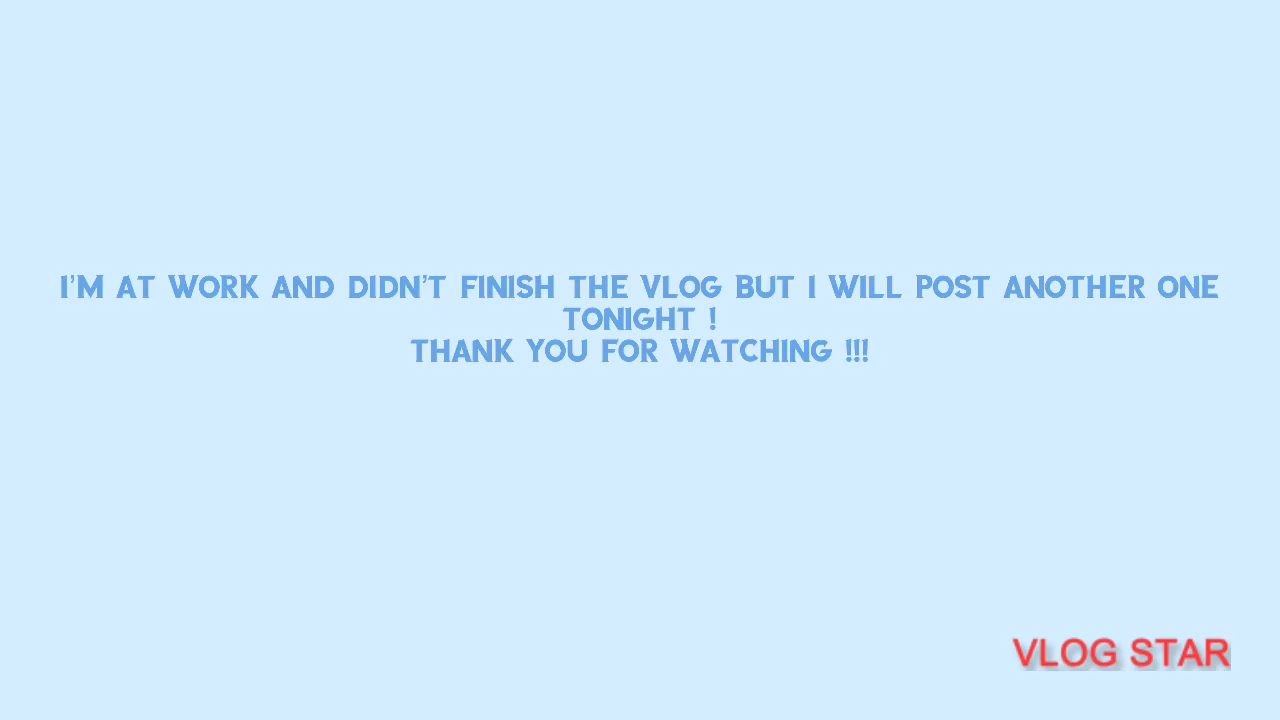 I'M AT WORK AND DIDN'T FINISH THE VLOG BUT I WILL POST ANOTHER ONE
TONIGHT !
THANK YOU FOR WATCHING !!!
VLOG STAR